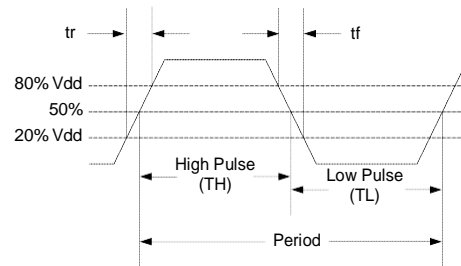 tr
tf
80% Vdd
50%
20% Vdd
High Pulse
(TH)
Low Pulse
(TL)
Period